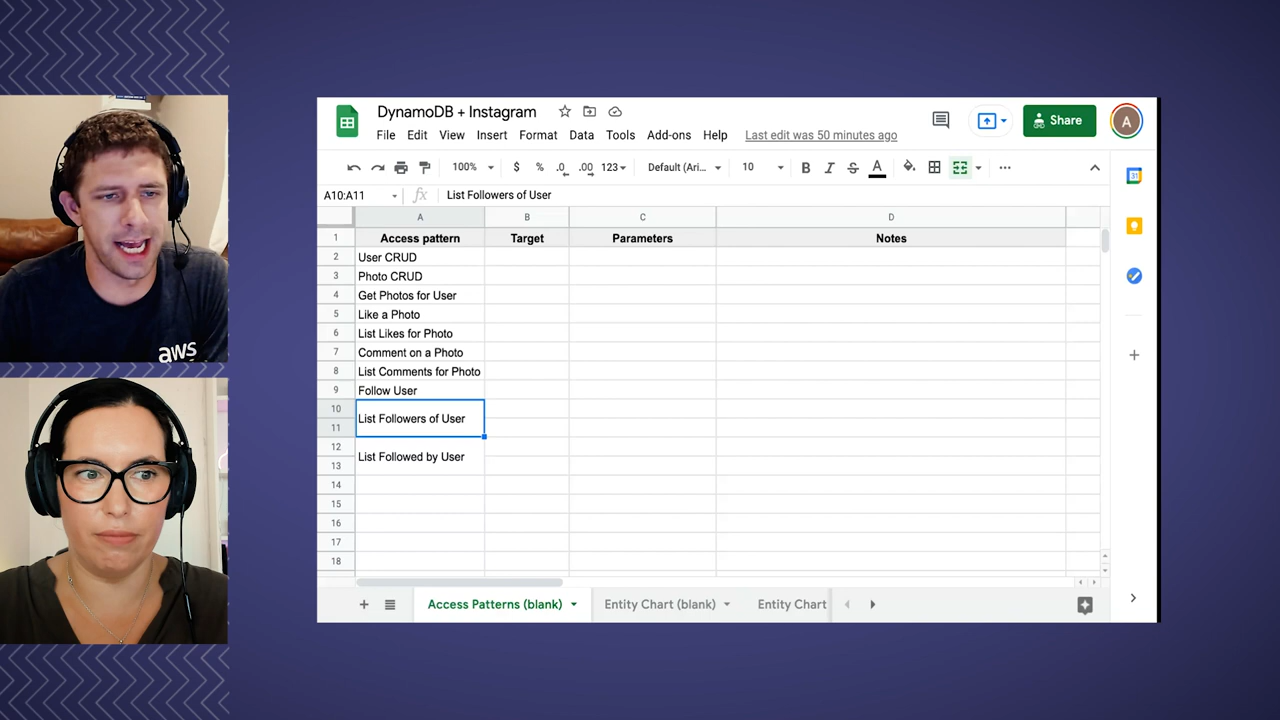 aws
DynamoDB + Instagram
File Edit View Insert Format Data Tools Add-ons Help Last edit was 50 minutes ago
Share
A
100% $ % .0 .00 123 Default (Ari... 10 B I S A
31
A10:A11 fx List Followers of User
A B C D
1 Access pattern Target Parameters Notes
2 User CRUD
3 Photo CRUD
4 Get Photos for User
5 Like a Photo
6 List Likes for Photo
7 Comment on a Photo
8 List Comments for Photo
9 Follow User
10
List Followers of User
11
12
List Followed by User
13
14
15
16
17
18
Access Patterns (blank) Entity Chart (blank) Entity Chart